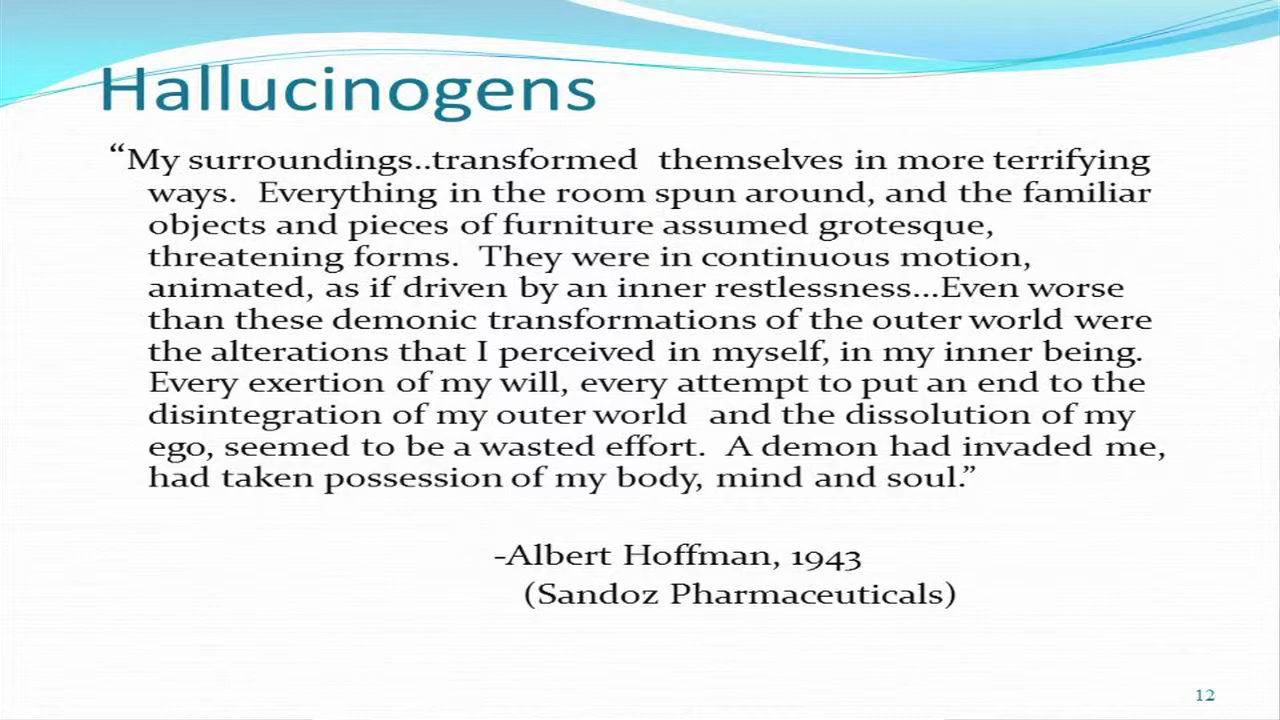 Hallucinogens
“My surroundings..transformed themselves in more terrifying
ways. Everything in the room spun around, and the familiar
objects and pieces of furniture assumed grotesque,
threatening forms. They were in continuous motion,
animated, as if driven by an inner restlessness...Even worse
than these demonic transformations of the outer world were
the alterations that I perceived in myself, in my inner being.
Every exertion of my will, every attempt to put an end to the
disintegration of my outer world and the dissolution of my
ego, seemed to be a wasted effort. A demon had invaded me,
had taken possession of my body, mind and soul.”
-Albert Hoffman, 1943
(Sandoz Pharmaceuticals)
12